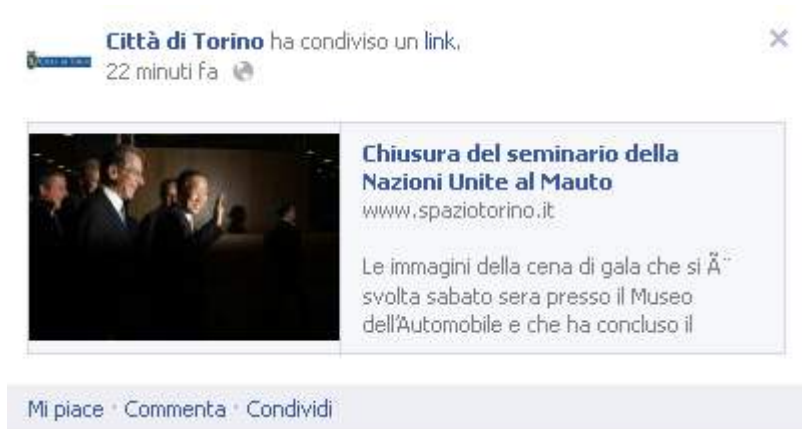 Città di Torino ha condiviso un link.
22 minuti fa
Chiusura del seminario della
Nazioni Unite al Mauto
www.spaziotorino.it
Le immagini della cena di gala che si Ã¨
svolta sabato sera presso il Museo
dell'Automobile e che ha concluso il
Mi piace · Commenta · Condividi